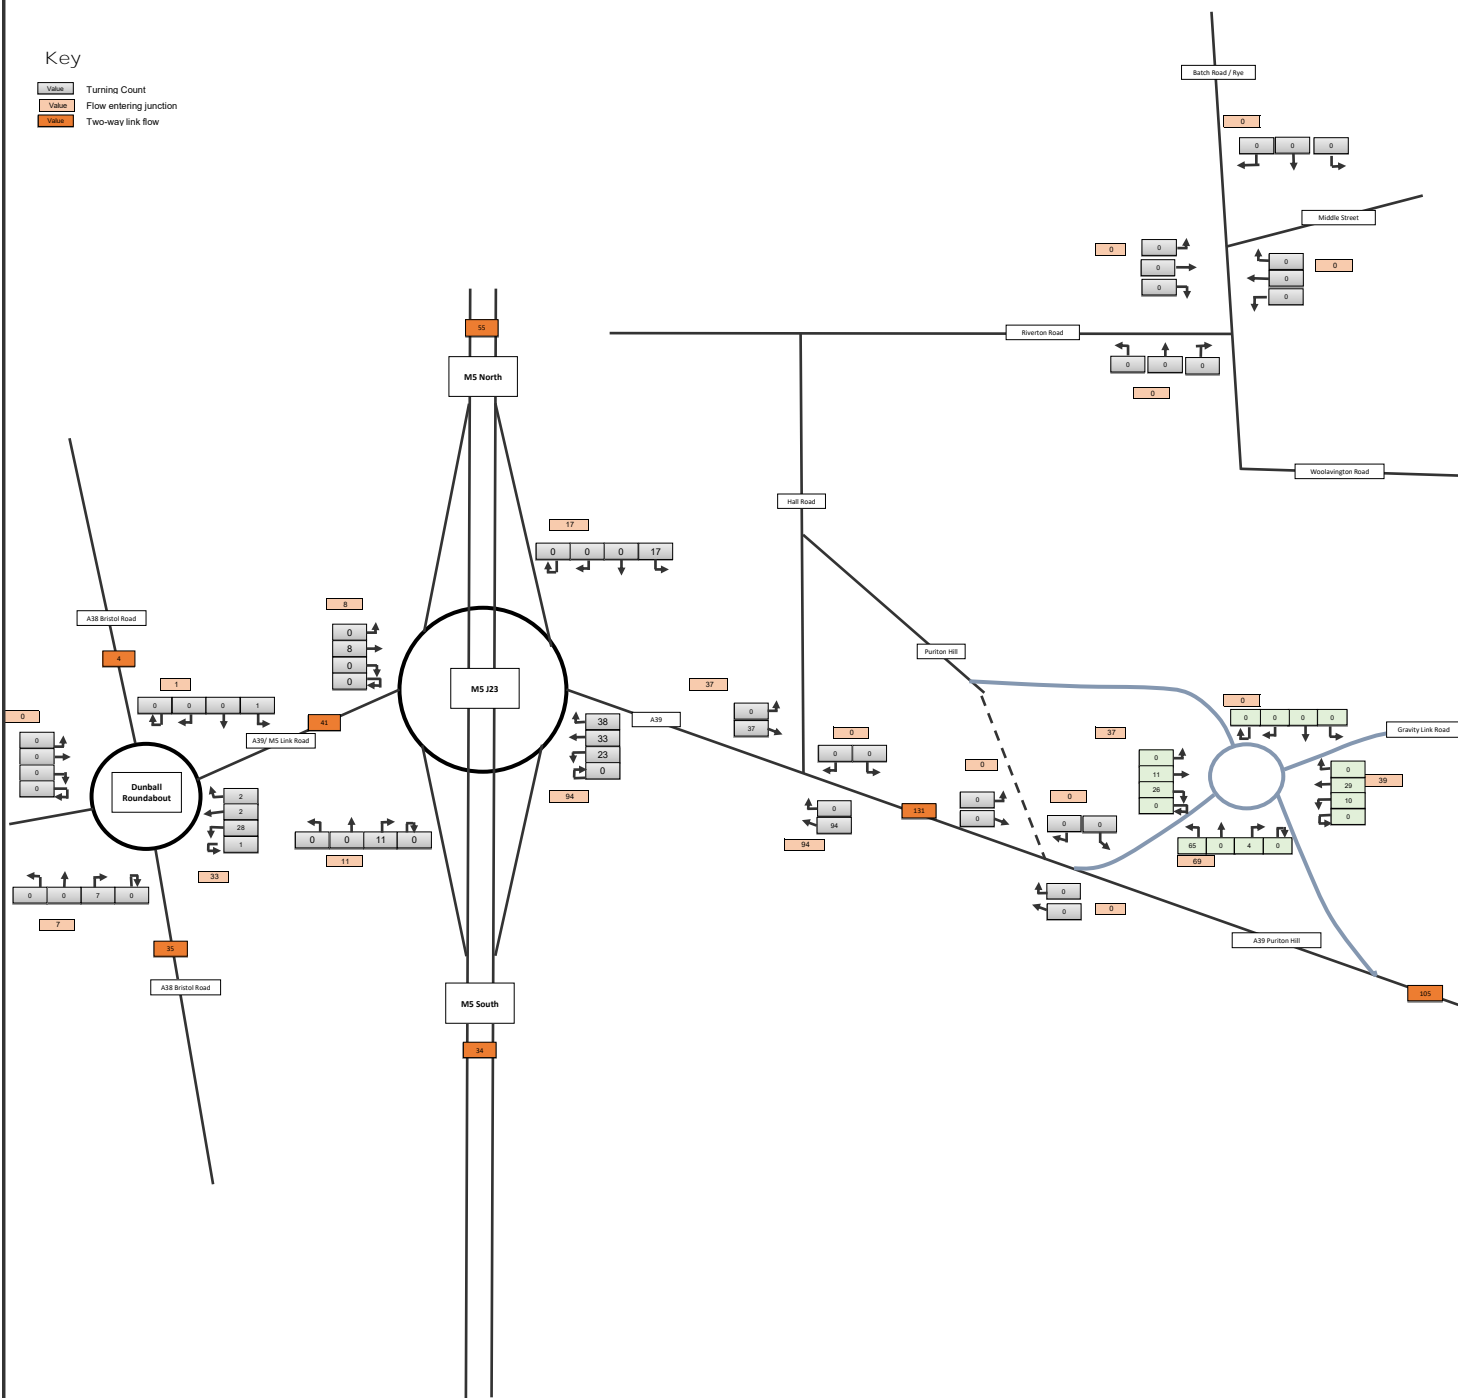 Key
Value Turning Count
Value Flow entering junction
Value Two-way link flow
Batch Road / Rye
0
0 0 0
Middle Street
0
0
0
0
0
0
0
0
Riverton Road
0 0 0
0
Woolavington Road
55
M5 North
Hall Road
17
0 0 0 17
8
0
8
0
0
A38 Bristol Road
4
1
0 0 0 1
0
0
0
0
0
41
A39/ M5 Link Road
M5 J23
A39
38
33
23
0
94
37
0
37
0
0 0
Puriton Hill
0
94
94
131
0
0
0
0
0 0
0
0
0
37
0
11
26
0
0
0 0 0 0
Gravity Link Road
0
29
10
0
39
65 0 4 0
69
Dunball
Roundabout
2
2
28
1
33
0 0 11 0
11
0 0 7 0
7
35
A38 Bristol Road
A39 Puriton Hill
105
M5 South
34